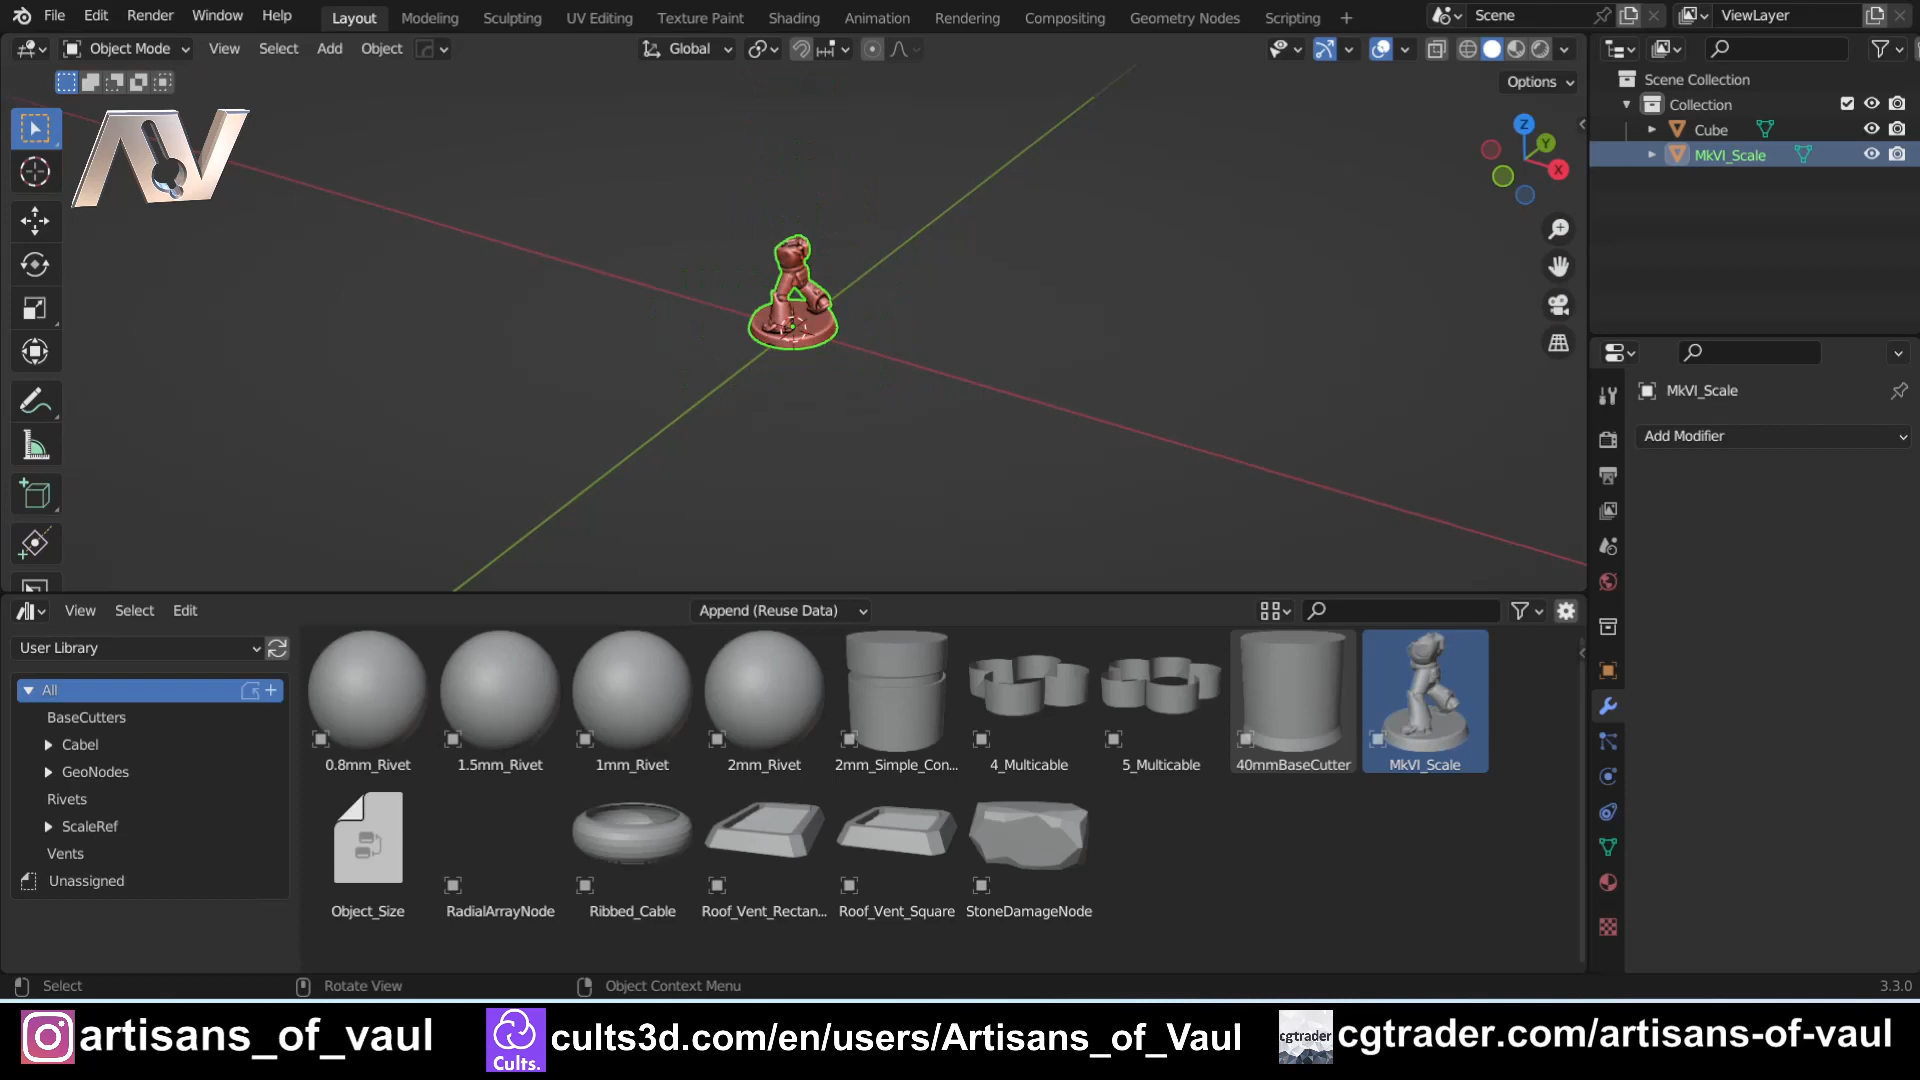 File Edit Render Window Help Layout Modeling Sculpting UV Editing Texture Paint Shading Animation Rendering Compositing Geometry Nodes Scripting + Scene ViewLayer
Object Mode View Select Add Object Global
Options
AV
Z
Y
X
Scene Collection
Collection
Cube
MkVI_Scale
MkVI_Scale
Add Modifier
View Select Edit Append (Reuse Data)
User Library
All
BaseCutters
Cabel
GeoNodes
Rivets
ScaleRef
Vents
Unassigned
0.8mm_Rivet 1.5mm_Rivet 1mm_Rivet 2mm_Rivet 2mm_Simple_Con... 4_Multicable 5_Multicable 40mmBaseCutter MkVI_Scale
Object_Size RadialArrayNode Ribbed_Cable Roof_Vent_Rectan... Roof_Vent_Square StoneDamageNode
Select Rotate View Object Context Menu 3.3.0
artisans_of_vaul Cults. cults3d.com/en/users/Artisans_of_Vaul cgtrader cgtrader.com/artisans-of-vaul